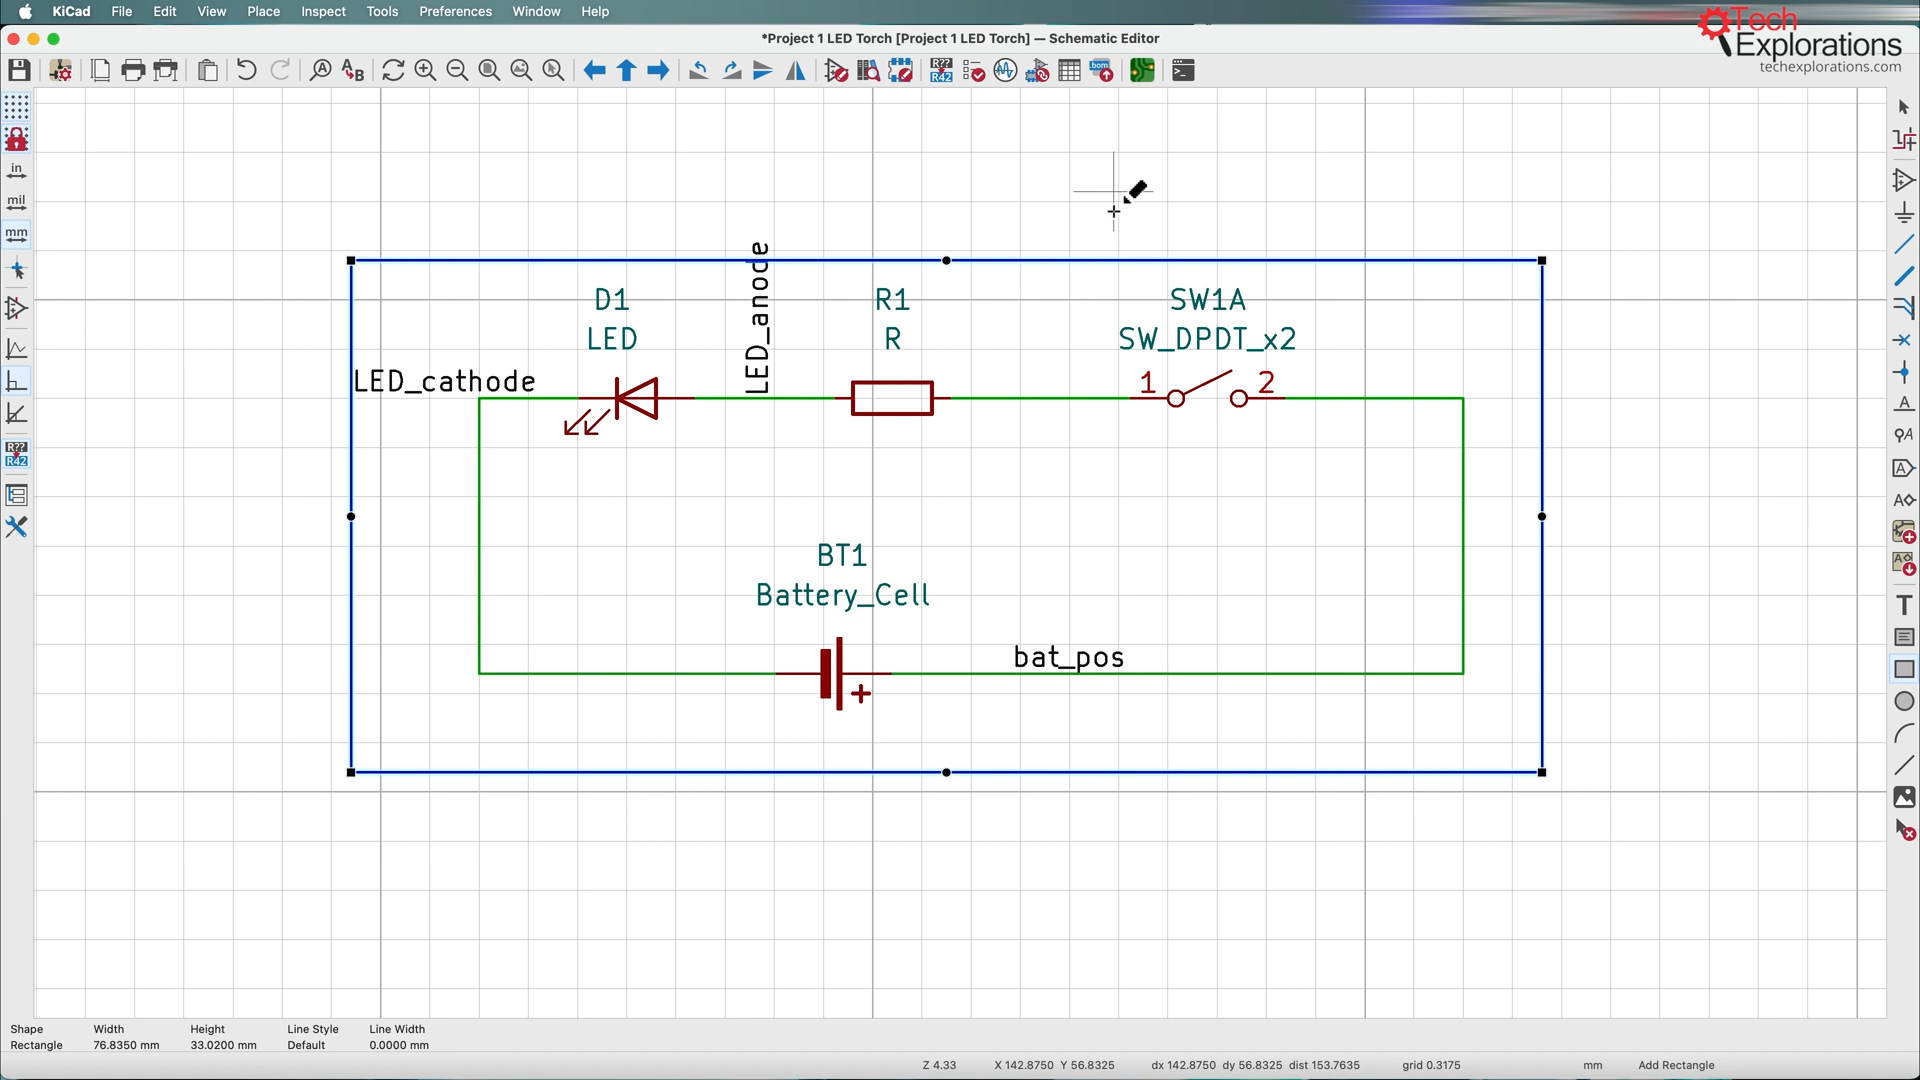 KiCad File Edit View Place Inspect Tools Preferences Window Help
*Project 1 LED Torch [Project 1 LED Torch] — Schematic Editor
Tech
Explorations
techexplorations.com
A
A B
R??
R42
bom
in
mil
mm
R??
R42
A
A
A
A
A
T
LED_anode
D1
LED
R1
R
SW1A
SW_DPDT_x2
LED_cathode
1
2
BT1
Battery_Cell
bat_pos
+
Shape Width Height Line Style Line Width
Rectangle 76.8350 mm 33.0200 mm Default 0.0000 mm
Z 4.33 X 142.8750 Y 56.8325 dx 142.8750 dy 56.8325 dist 153.7635 grid 0.3175 mm Add Rectangle